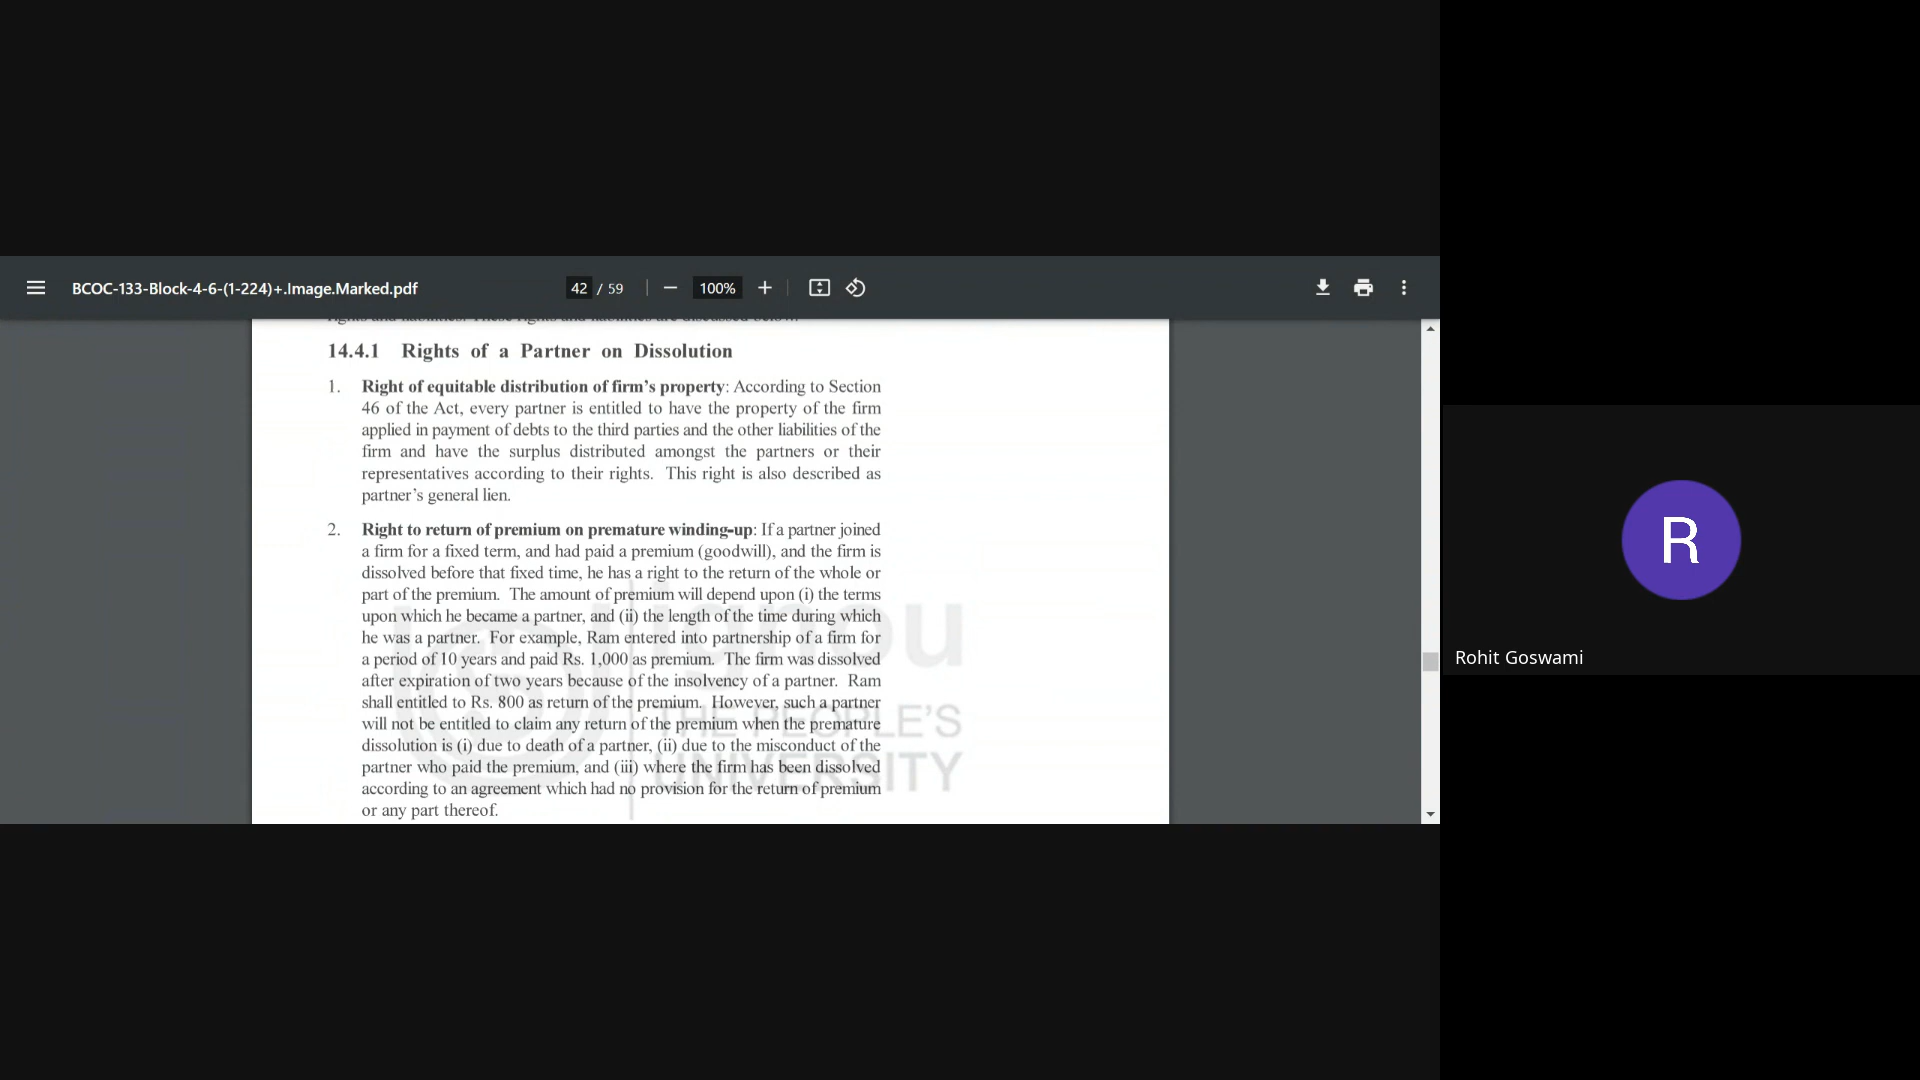 BCOC-133-Block-4-6-(1-224)+.Image.Marked.pdf
42 / 59
100%
14.4.1 Rights of a Partner on Dissolution
1. Right of equitable distribution of firm's property: According to Section
46 of the Act, every partner is entitled to have the property of the firm
applied in payment of debts to the third parties and the other liabilities of the
firm and have the surplus distributed amongst the partners or their
representatives according to their rights. This right is also described as
partner's general lien.
2. Right to return of premium on premature winding-up: If a partner joined
a firm for a fixed term, and had paid a premium (goodwill), and the firm is
dissolved before that fixed time, he has a right to the return of the whole or
part of the premium. The amount of premium will depend upon (i) the terms
upon which he became a partner, and (ii) the length of the time during which
he was a partner. For example, Ram entered into partnership of a firm for
a period of 10 years and paid Rs. 1,000 as premium. The firm was dissolved
after expiration of two years because of the insolvency of a partner. Ram
shall entitled to Rs. 800 as return of the premium. However, such a partner
will not be entitled to claim any return of the premium when the premature
dissolution is (i) due to death of a partner, (ii) due to the misconduct of the
partner who paid the premium, and (iii) where the firm has been dissolved
according to an agreement which had no provision for the return of premium
or any part thereof.
ignou
THE PEOPLE'S
UNIVERSITY
R
Rohit Goswami